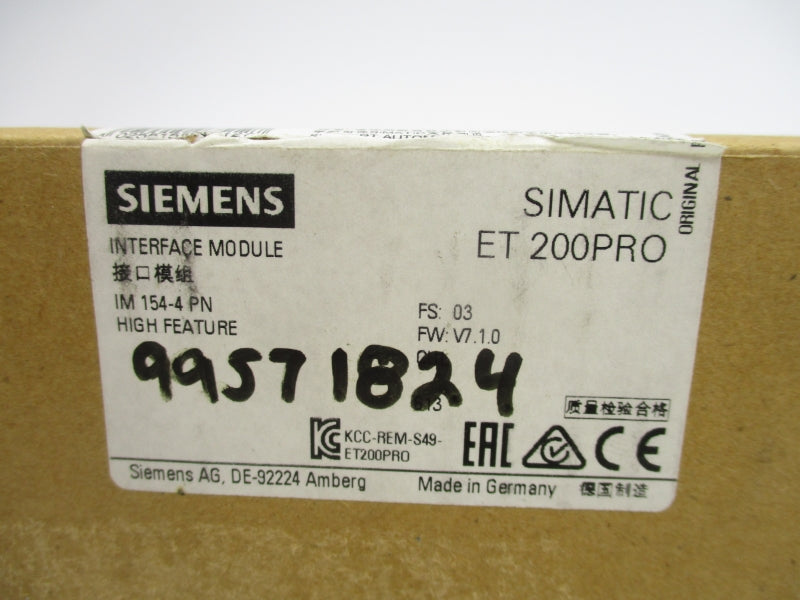 SIEMENS
SIMATIC
ET 200PRO
ORIGINAL
INTERFACE MODULE
接口模组
IM 154-4 PN
HIGH FEATURE
FS: 03
FW: V7.1.0
99571824
质量检验合格
KCC-REM-S49-
ET200PRO
EAC
CE
Siemens AG, DE-92224 Amberg
Made in Germany
德国制造